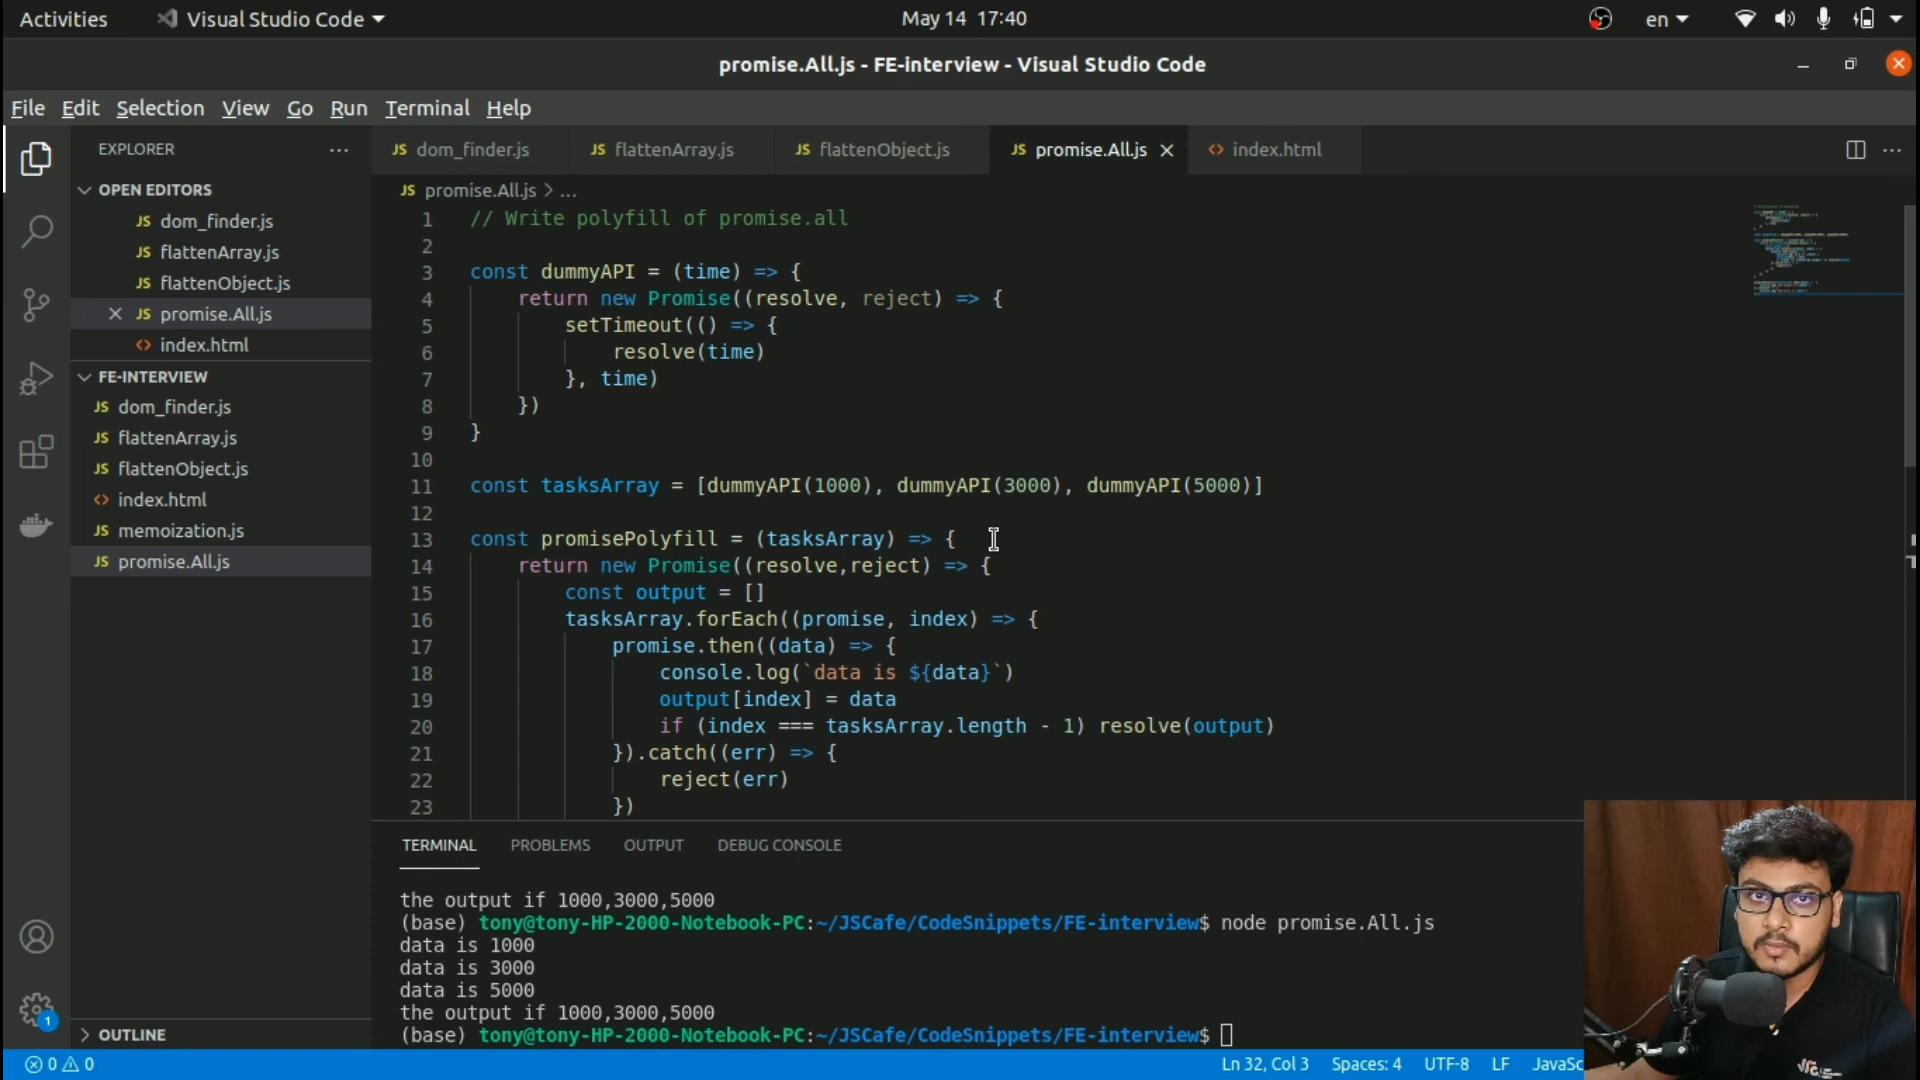 Activities
Visual Studio Code
May 14 17:40
en
promise.All.js - FE-interview - Visual Studio Code
File Edit Selection View Go Run Terminal Help
EXPLORER
JS dom_finder.js
JS flattenArray.js
JS flattenObject.js
JS promise.All.js
<> index.html
OPEN EDITORS
JS dom_finder.js
JS flattenArray.js
JS flattenObject.js
JS promise.All.js
<> index.html
FE-INTERVIEW
JS dom_finder.js
JS flattenArray.js
JS flattenObject.js
<> index.html
JS memoization.js
JS promise.All.js
1
OUTLINE
JS promise.All.js > ...
1 // Write polyfill of promise.all
2
3 const dummyAPI = (time) => {
4 return new Promise((resolve, reject) => {
5 setTimeout(() => {
6 resolve(time)
7 }, time)
8 })
9 }
10
11 const tasksArray = [dummyAPI(1000), dummyAPI(3000), dummyAPI(5000)]
12
13 const promisePolyfill = (tasksArray) => {
14 return new Promise((resolve,reject) => {
15 const output = []
16 tasksArray.forEach((promise, index) => {
17 promise.then((data) => {
18 console.log(`data is ${data}`)
19 output[index] = data
20 if (index === tasksArray.length - 1) resolve(output)
21 }).catch((err) => {
22 reject(err)
23 })
TERMINAL PROBLEMS OUTPUT DEBUG CONSOLE
the output if 1000,3000,5000
(base) tony@tony-HP-2000-Notebook-PC:~/JSCafe/CodeSnippets/FE-interview$ node promise.All.js
data is 1000
data is 3000
data is 5000
the output if 1000,3000,5000
(base) tony@tony-HP-2000-Notebook-PC:~/JSCafe/CodeSnippets/FE-interview$
0 0
Ln 32, Col 3 Spaces: 4 UTF-8 LF JavaSc